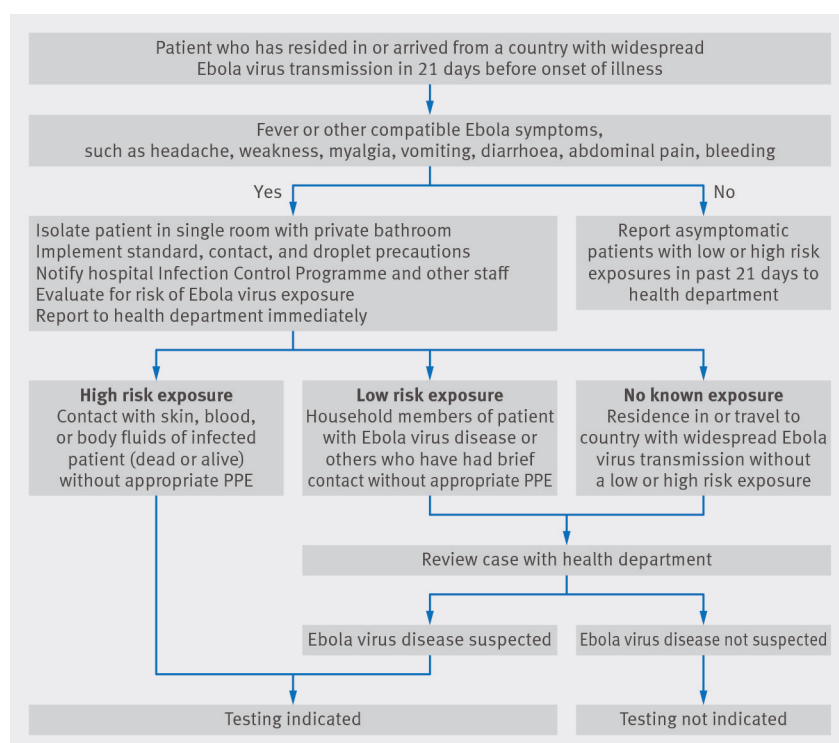 Patient who has resided in or arrived from a country with widespread
Ebola virus transmission in 21 days before onset of illness
Fever or other compatible Ebola symptoms,
such as headache, weakness, myalgia, vomiting, diarrhoea, abdominal pain, bleeding
Yes
No
Isolate patient in single room with private bathroom
Implement standard, contact, and droplet precautions
Notify hospital Infection Control Programme and other staff
Evaluate for risk of Ebola virus exposure
Report to health department immediately
Report asymptomatic
patients with low or high risk
exposures in past 21 days to
health department
High risk exposure
Contact with skin, blood,
or body fluids of infected
patient (dead or alive)
without appropriate PPE
Low risk exposure
Household members of patient
with Ebola virus disease or
others who have had brief
contact without appropriate PPE
No known exposure
Residence in or travel to
country with widespread Ebola
virus transmission without
a low or high risk exposure
Review case with health department
Ebola virus disease suspected
Ebola virus disease not suspected
Testing indicated
Testing not indicated